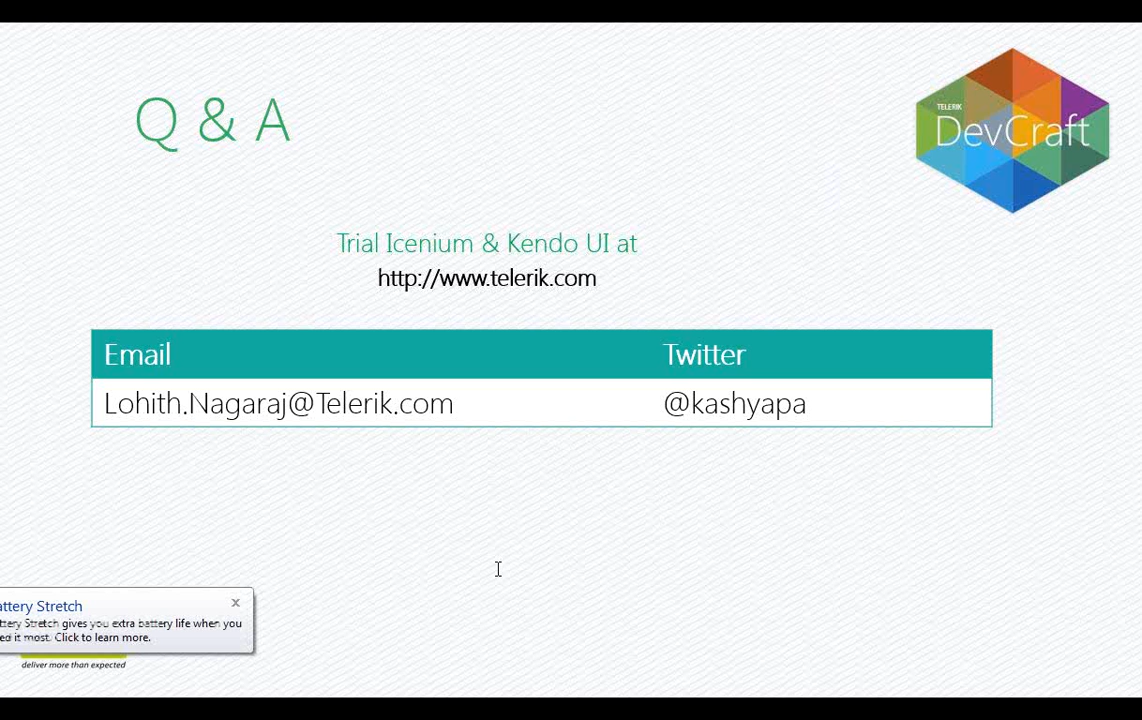 Q & A
TELERIK
DevCraft
Trial Icenium & Kendo UI at
http://www.telerik.com
Email Twitter
Lohith.Nagaraj@Telerik.com @kashyapa
attery Stretch x
ttery Stretch gives you extra battery life when you
ed it most. Click to learn more.
deliver more than expected